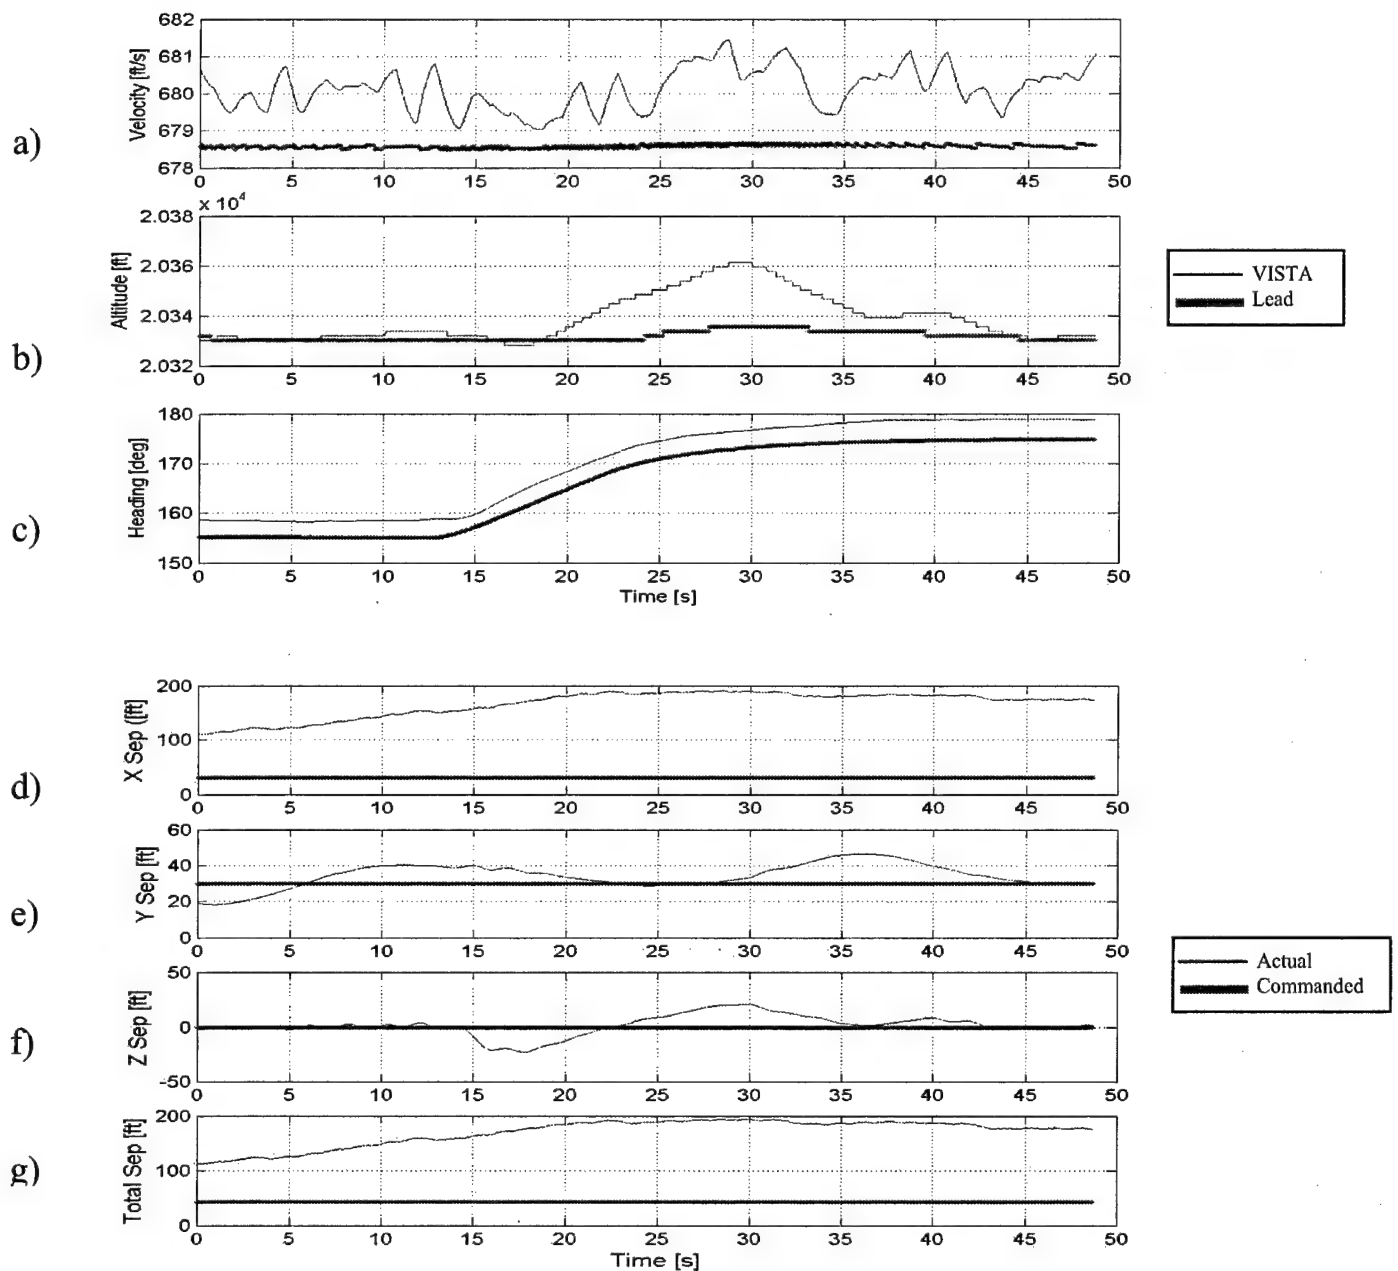 a)
Velocity [ft/s]
682
681
680
679
678
0 5 10 15 20 25 30 35 40 45 50
x 10^4
b)
Altitude [ft]
2.038
2.036
2.034
2.032
0 5 10 15 20 25 30 35 40 45 50
VISTA
Lead
c)
Heading [deg]
180
170
160
150
0 5 10 15 20 25 30 35 40 45 50
Time [s]
d)
X Sep ([ft]
200
100
0
0 5 10 15 20 25 30 35 40 45 50
e)
Y Sep [ft]
60
40
20
0
0 5 10 15 20 25 30 35 40 45 50
Actual
Commanded
f)
Z Sep [ft]
50
0
-50
0 5 10 15 20 25 30 35 40 45 50
g)
Total Sep [ft]
200
100
0
0 5 10 15 20 25 30 35 40 45 50
Time [s]